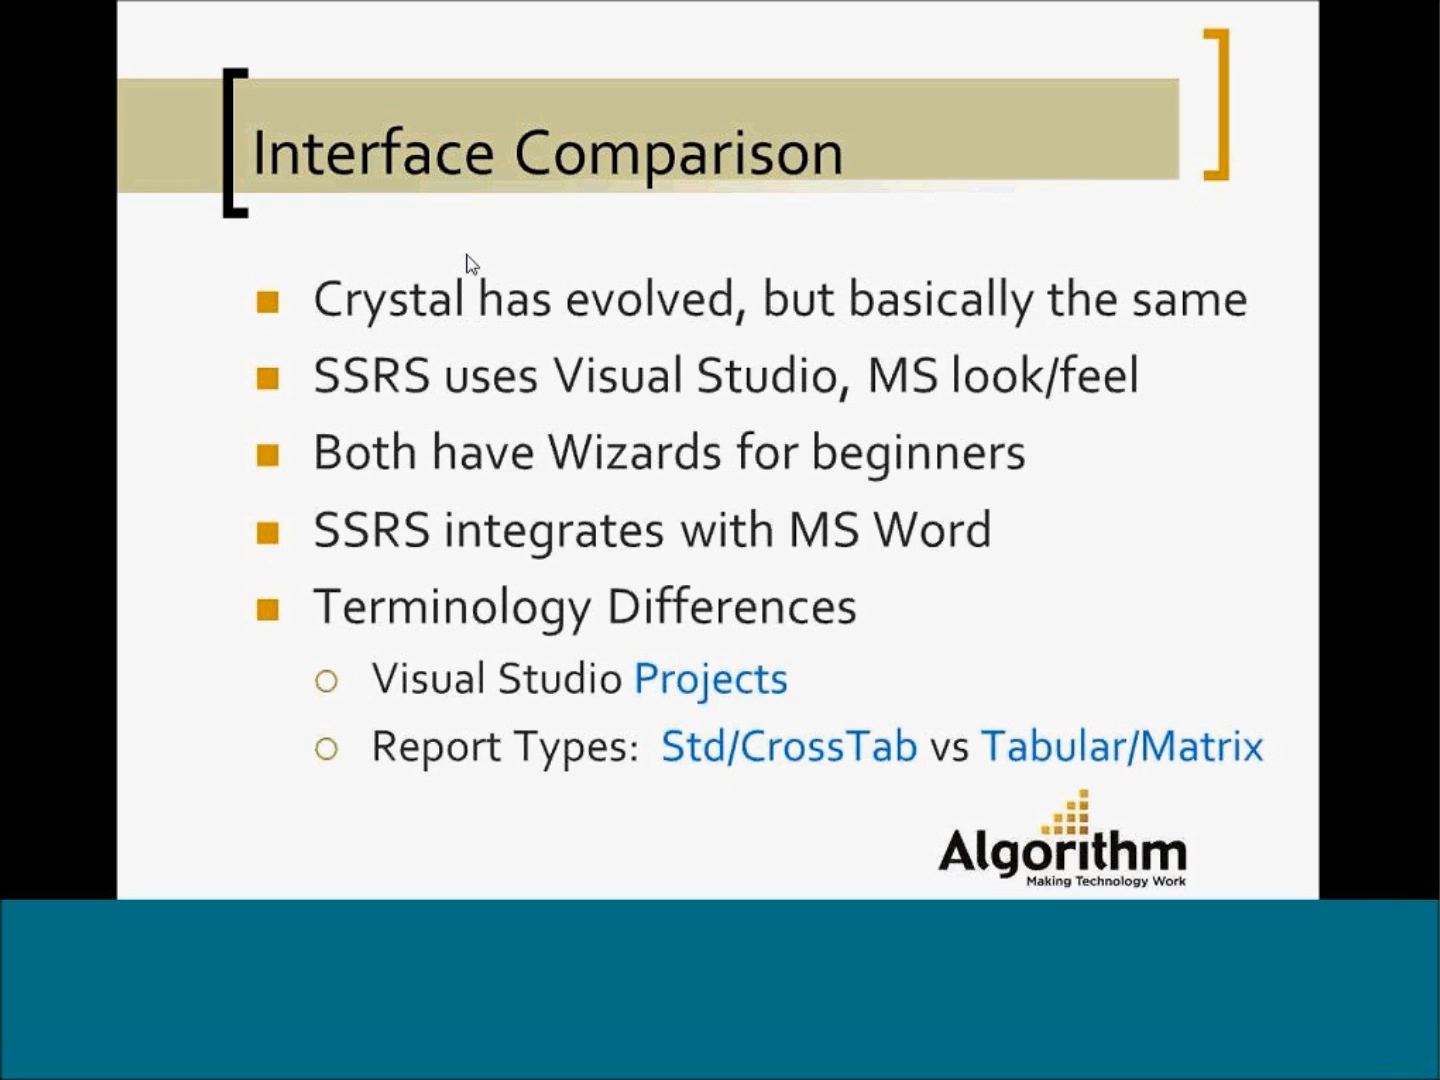 Interface Comparison
Crystal has evolved, but basically the same
SSRS uses Visual Studio, MS look/feel
Both have Wizards for beginners
SSRS integrates with MS Word
Terminology Differences
Visual Studio Projects
Report Types: Std/CrossTab vs Tabular/Matrix
Algorithm
Making Technology Work